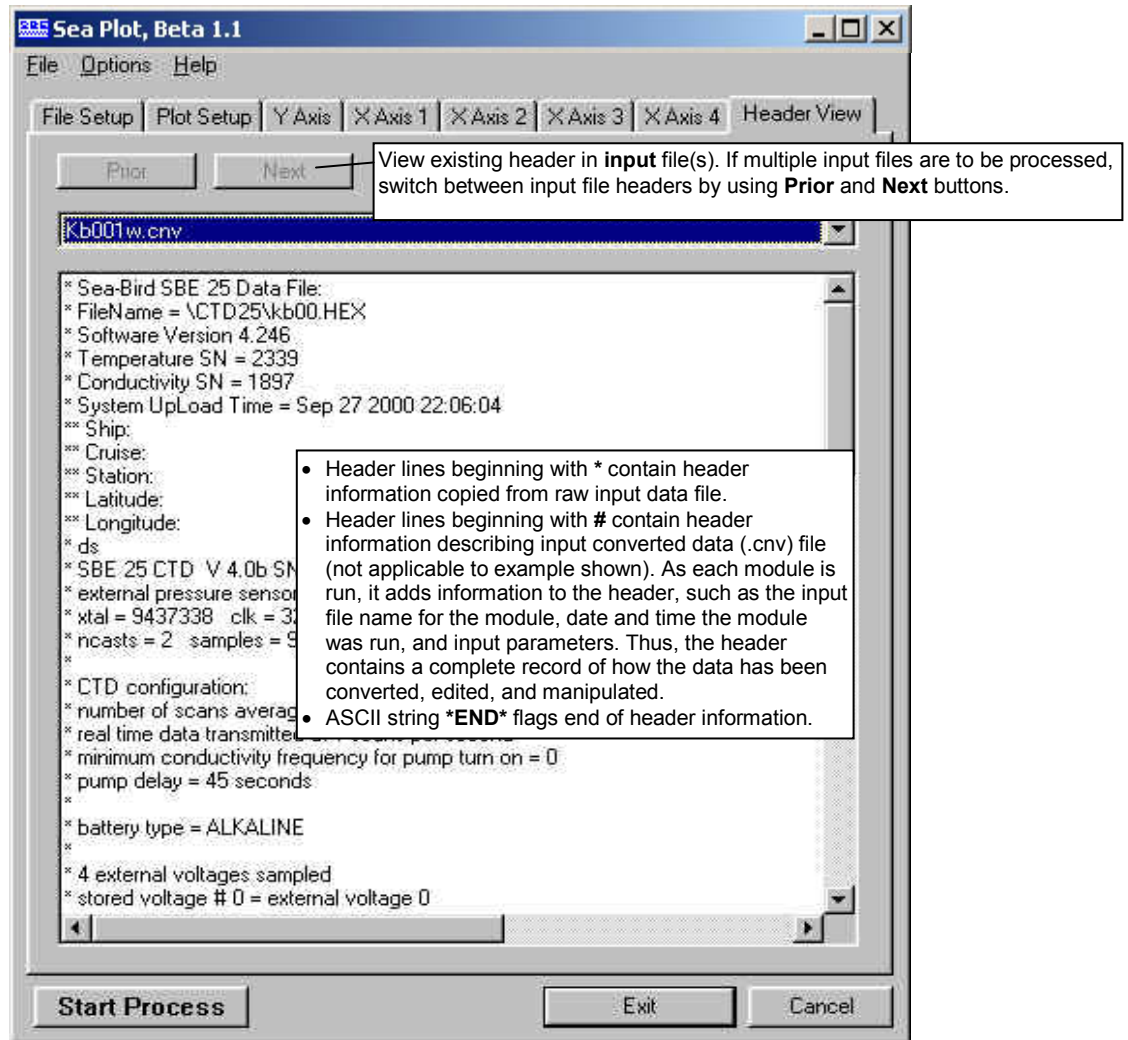 SBE Sea Plot, Beta 1.1
File Options Help
File Setup Plot Setup Y Axis X Axis 1 X Axis 2 X Axis 3 X Axis 4 Header View
Prior Next
View existing header in input file(s). If multiple input files are to be processed,
switch between input file headers by using Prior and Next buttons.
Kb001w.cnv
* Sea-Bird SBE 25 Data File:
* FileName = \CTD25\kb00.HEX
* Software Version 4.246
* Temperature SN = 2339
* Conductivity SN = 1897
* System UpLoad Time = Sep 27 2000 22:06:04
** Ship:
** Cruise:
** Station:
** Latitude:
** Longitude:
* ds
* SBE 25 CTD V 4.0b SN
* external pressure sensor
* xtal = 9437338 clk = 32
* ncasts = 2 samples =
*
* CTD configuration:
* number of scans averag
* real time data transmitted
* minimum conductivity frequency for pump turn on = 0
* pump delay = 45 seconds
*
* battery type = ALKALINE
*
* 4 external voltages sampled
* stored voltage # 0 = external voltage 0
• Header lines beginning with * contain header
information copied from raw input data file.
• Header lines beginning with # contain header
information describing input converted data (.cnv) file
(not applicable to example shown). As each module is
run, it adds information to the header, such as the input
file name for the module, date and time the module
was run, and input parameters. Thus, the header
contains a complete record of how the data has been
converted, edited, and manipulated.
• ASCII string *END* flags end of header information.
Start Process Exit Cancel